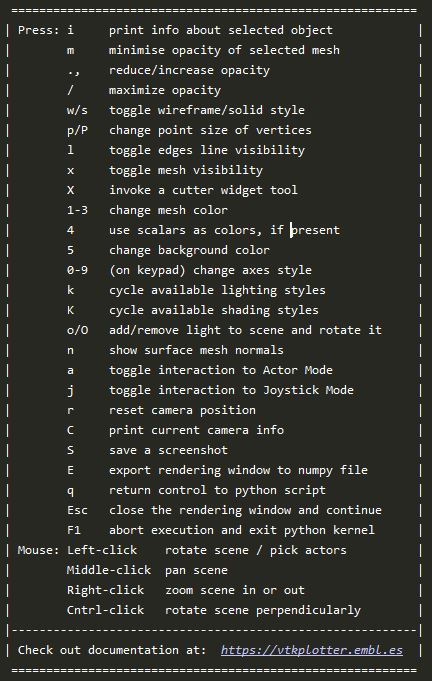 ==========================================================
| Press: i     print info about selected object            |
|        m     minimise opacity of selected mesh           |
|        .,    reduce/increase opacity                     |
|        /     maximize opacity                            |
|        w/s   toggle wireframe/solid style                |
|        p/P   change point size of vertices               |
|        l     toggle edges line visibility                |
|        x     toggle mesh visibility                      |
|        X     invoke a cutter widget tool                 |
|        1-3   change mesh color                           |
|        4     use scalars as colors, if present           |
|        5     change background color                     |
|        0-9   (on keypad) change axes style               |
|        k     cycle available lighting styles             |
|        K     cycle available shading styles              |
|        o/O   add/remove light to scene and rotate it     |
|        n     show surface mesh normals                   |
|        a     toggle interaction to Actor Mode            |
|        j     toggle interaction to Joystick Mode         |
|        r     reset camera position                       |
|        C     print current camera info                   |
|        S     save a screenshot                           |
|        E     export rendering window to numpy file       |
|        q     return control to python script             |
|        Esc   close the rendering window and continue     |
|        F1    abort execution and exit python kernel      |
| Mouse: Left-click    rotate scene / pick actors          |
|        Middle-click  pan scene                           |
|        Right-click   zoom scene in or out                |
|        Cntrl-click   rotate scene perpendicularly        |
|----------------------------------------------------------|
| Check out documentation at:  https://vtkplotter.embl.es  |
==========================================================